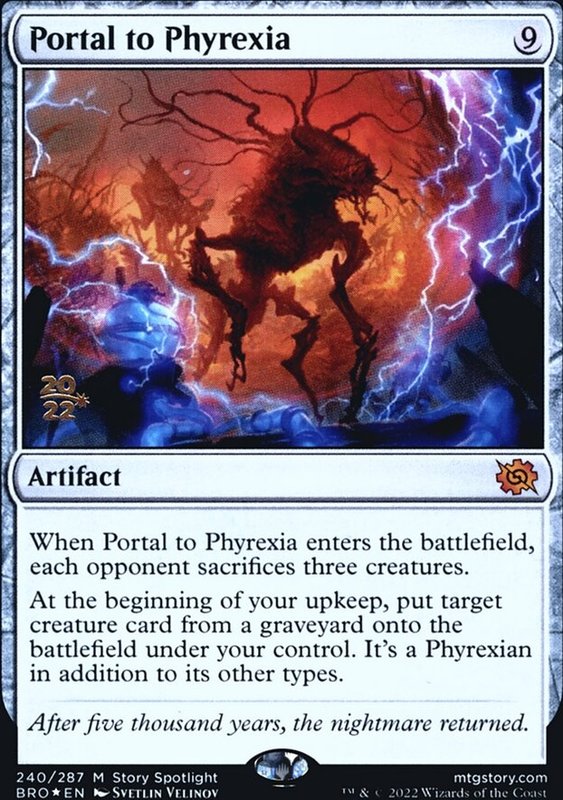 Portal to Phyrexia 9
20
22
Artifact
When Portal to Phyrexia enters the battlefield,
each opponent sacrifices three creatures.
At the beginning of your upkeep, put target
creature card from a graveyard onto the
battlefield under your control. It's a Phyrexian
in addition to its other types.
After five thousand years, the nightmare returned.
240/287 M Story Spotlight mtgstory.com
BRO★EN Svetlin Velinov ™ & © 2022 Wizards of the Coast